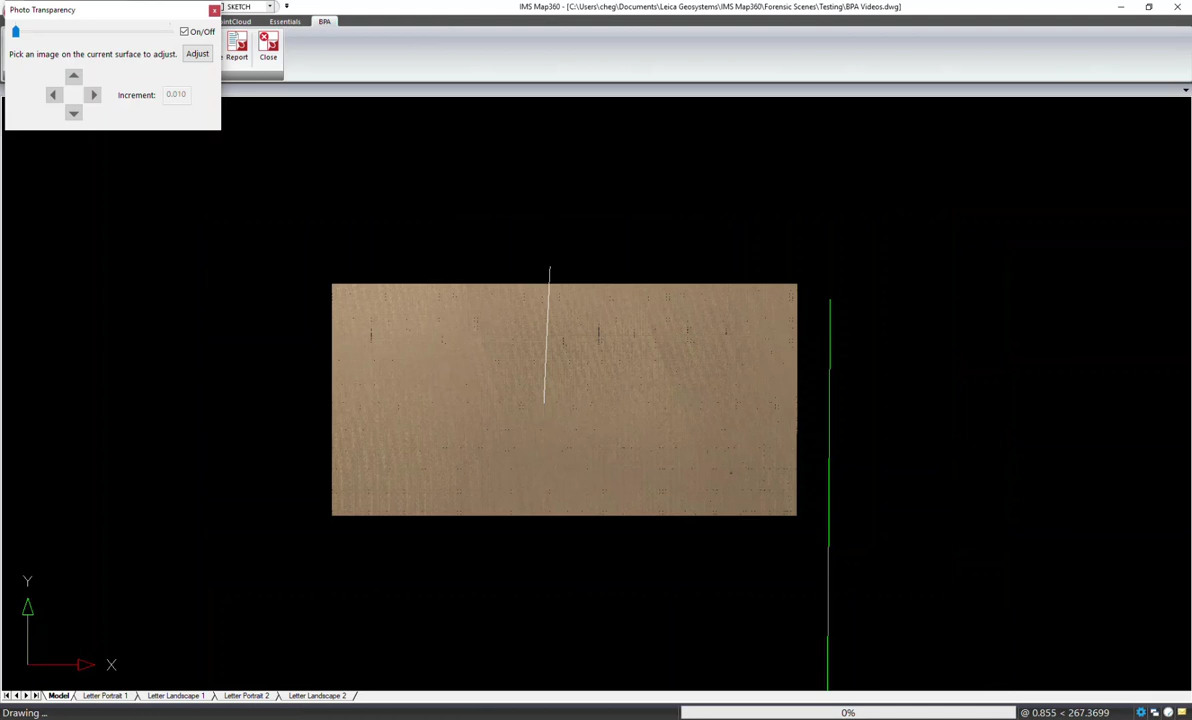 Photo Transparency
x
SKETCH
IMS Map360 - [C:\Users\cheg\Documents\Leica Geosystems\IMS Map360\Forensic Scenes\Testing\BPA Videos.dwg]
ointCloud
Essentials
BPA
On/Off
Pick an image on the current surface to adjust.
Adjust
Report
Close
Increment:
0.010
Y
X
Model
Letter Portrait 1
Letter Landscape 1
Letter Portrait 2
Letter Landscape 2
Drawing ...
0%
@ 0.855 < 267.3699